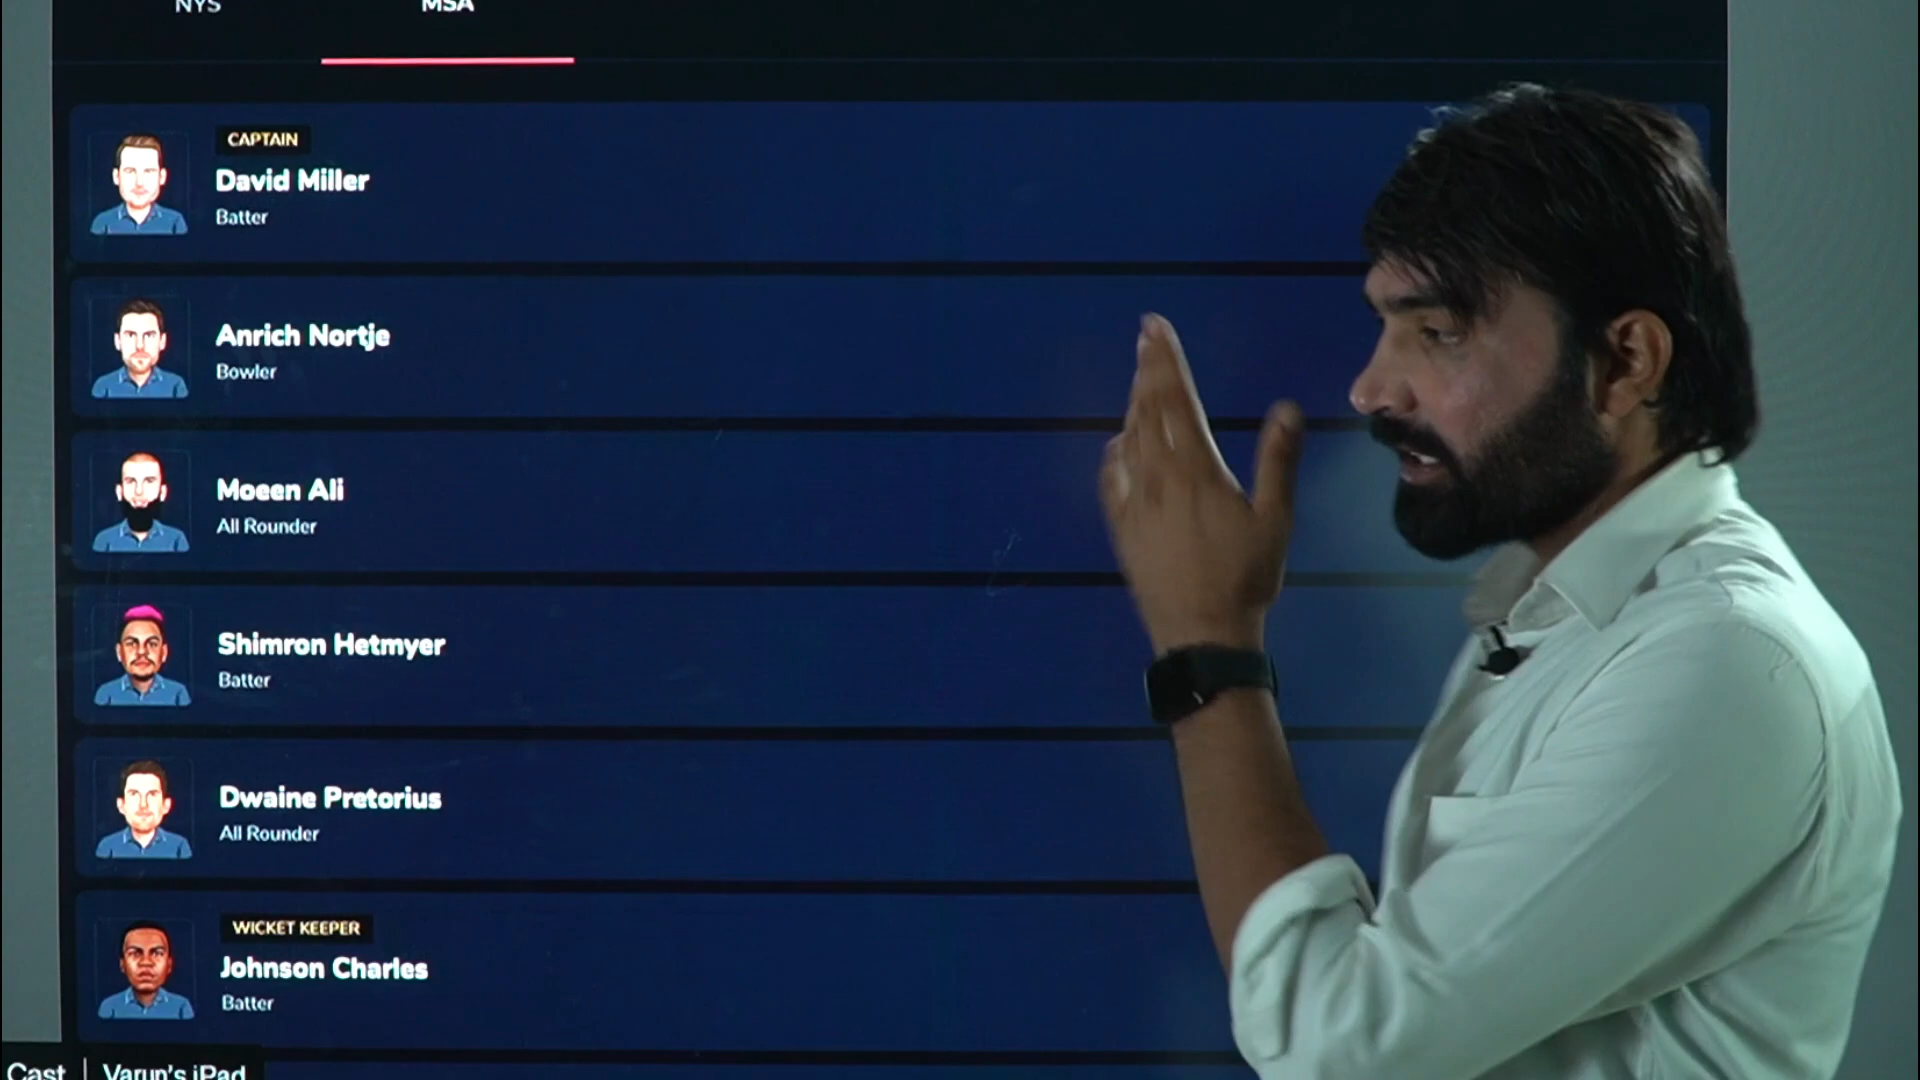 NYS MSA
CAPTAIN
David Miller
Batter
Anrich Nortje
Bowler
Moeen Ali
All Rounder
Shimron Hetmyer
Batter
Dwaine Pretorius
All Rounder
WICKET KEEPER
Johnson Charles
Batter
Cast | Varun's iPad